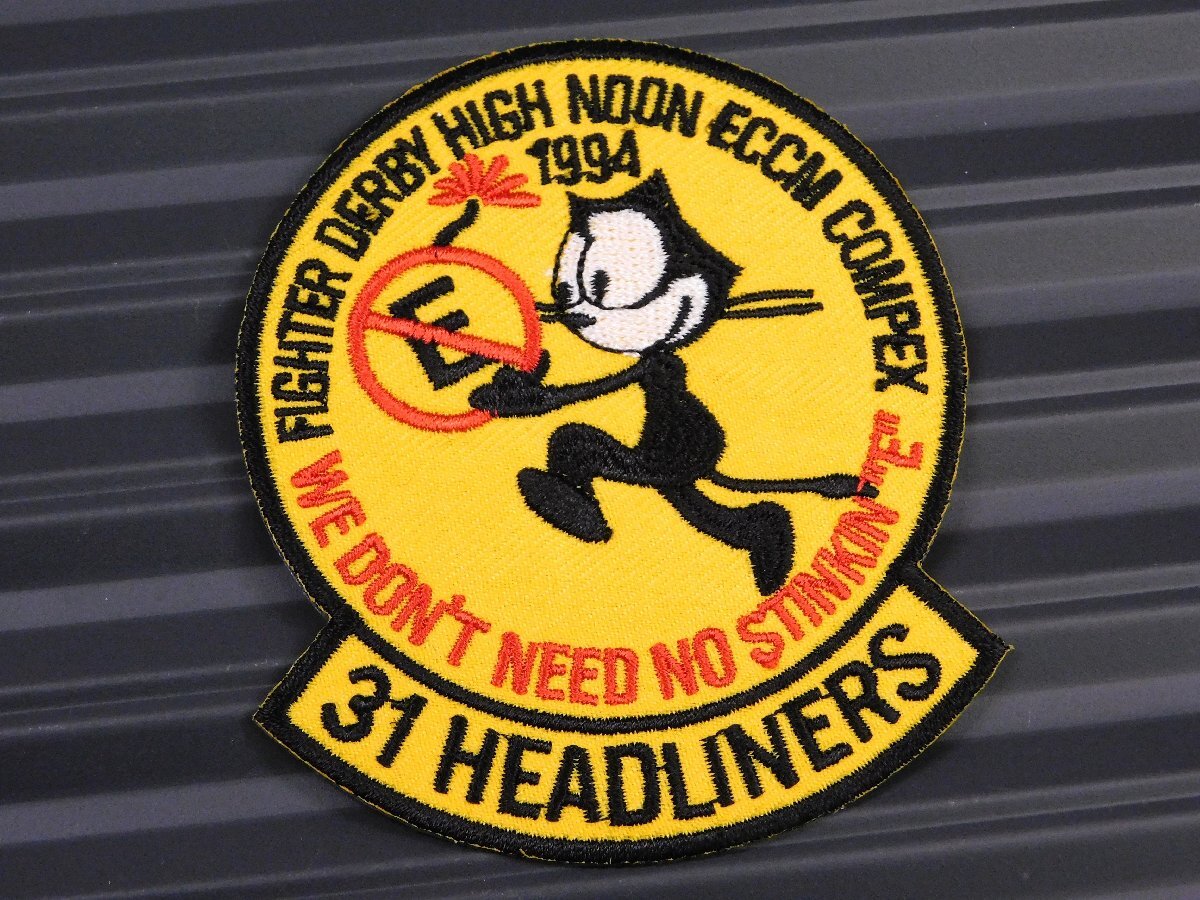 FIGHTER DERBY HIGH NOON ECCM COMPEX
1994
E
WE DON'T NEED NO STINKIN "E"
31 HEADLINERS